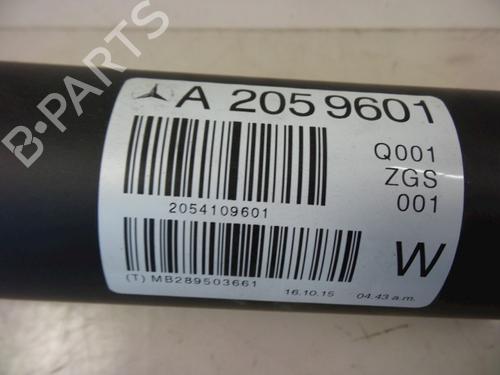 A 205 9601
Q001
ZGS
001
2054109601
W
(T) MB289503661
16.10.15 04.43 a.m.
B-PARTS